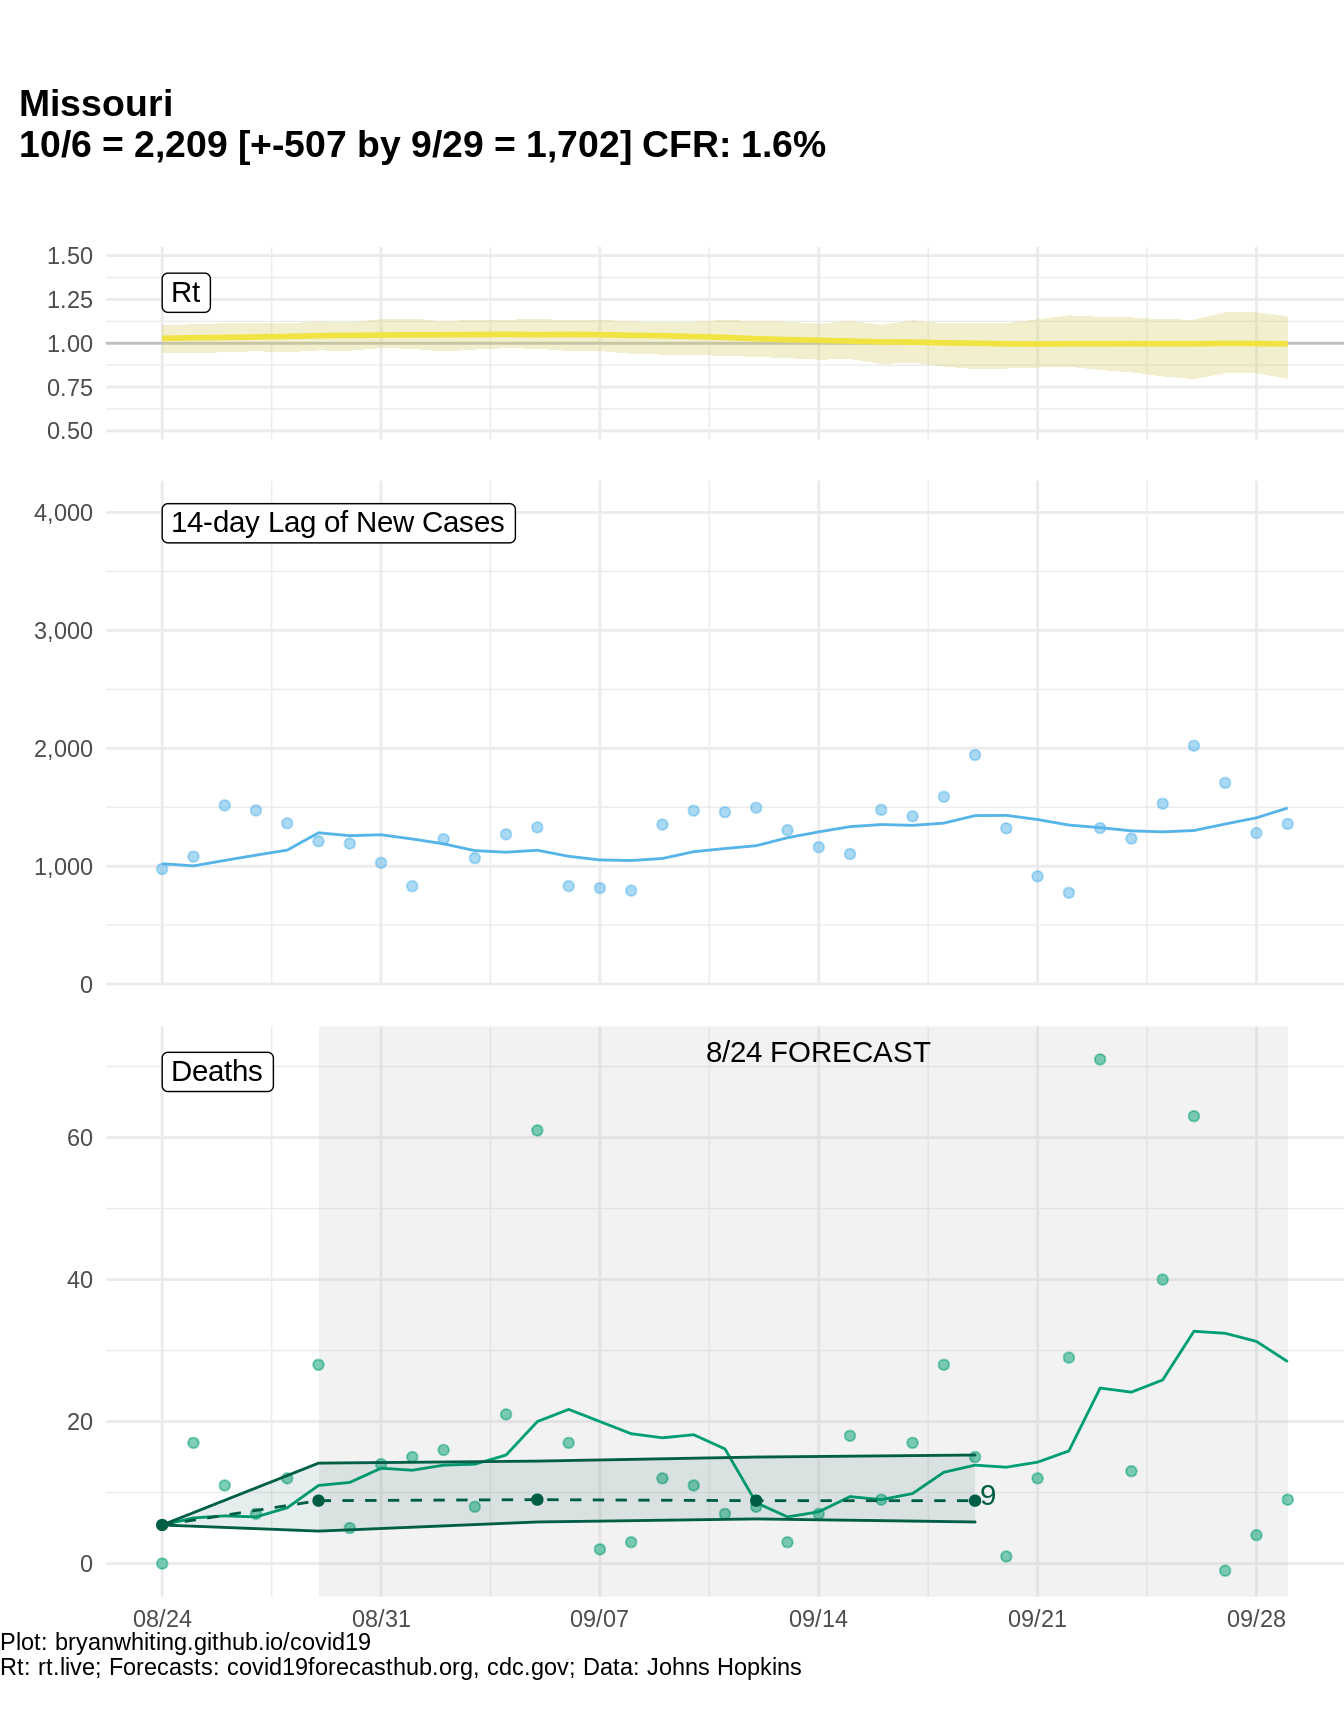 Missouri
10/6 = 2,209 [+-507 by 9/29 = 1,702] CFR: 1.6%
1.50
Rt
1.25
1.00
0.75
0.50
4,000
14-day Lag of New Cases
3,000
2,000
1,000
0
8/24 FORECAST
Deaths
60
40
20
9
0
08/24 08/31 09/07 09/14 09/21 09/28
Plot: bryanwhiting.github.io/covid19
Rt: rt.live; Forecasts: covid19forecasthub.org, cdc.gov; Data: Johns Hopkins